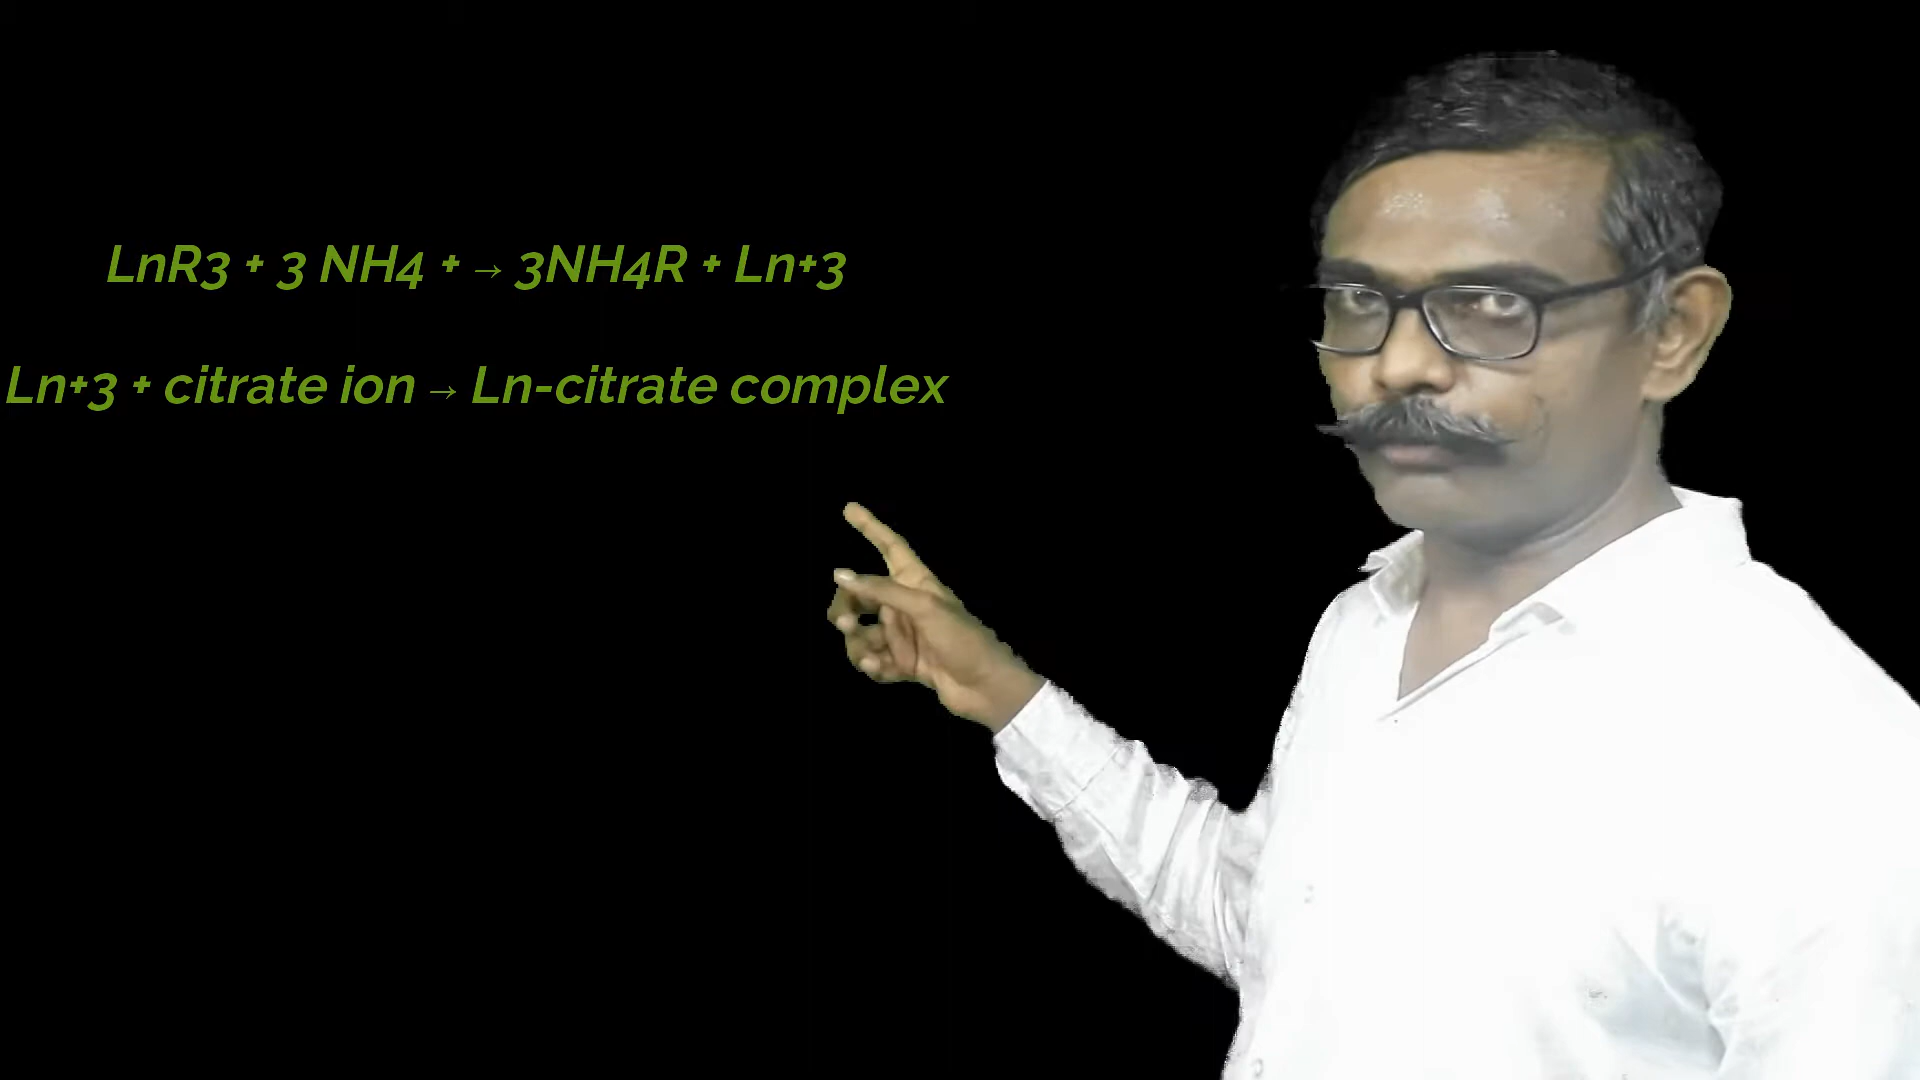 LnR3 + 3 NH4 + → 3NH4R + Ln+3
Ln+3 + citrate ion → Ln-citrate complex